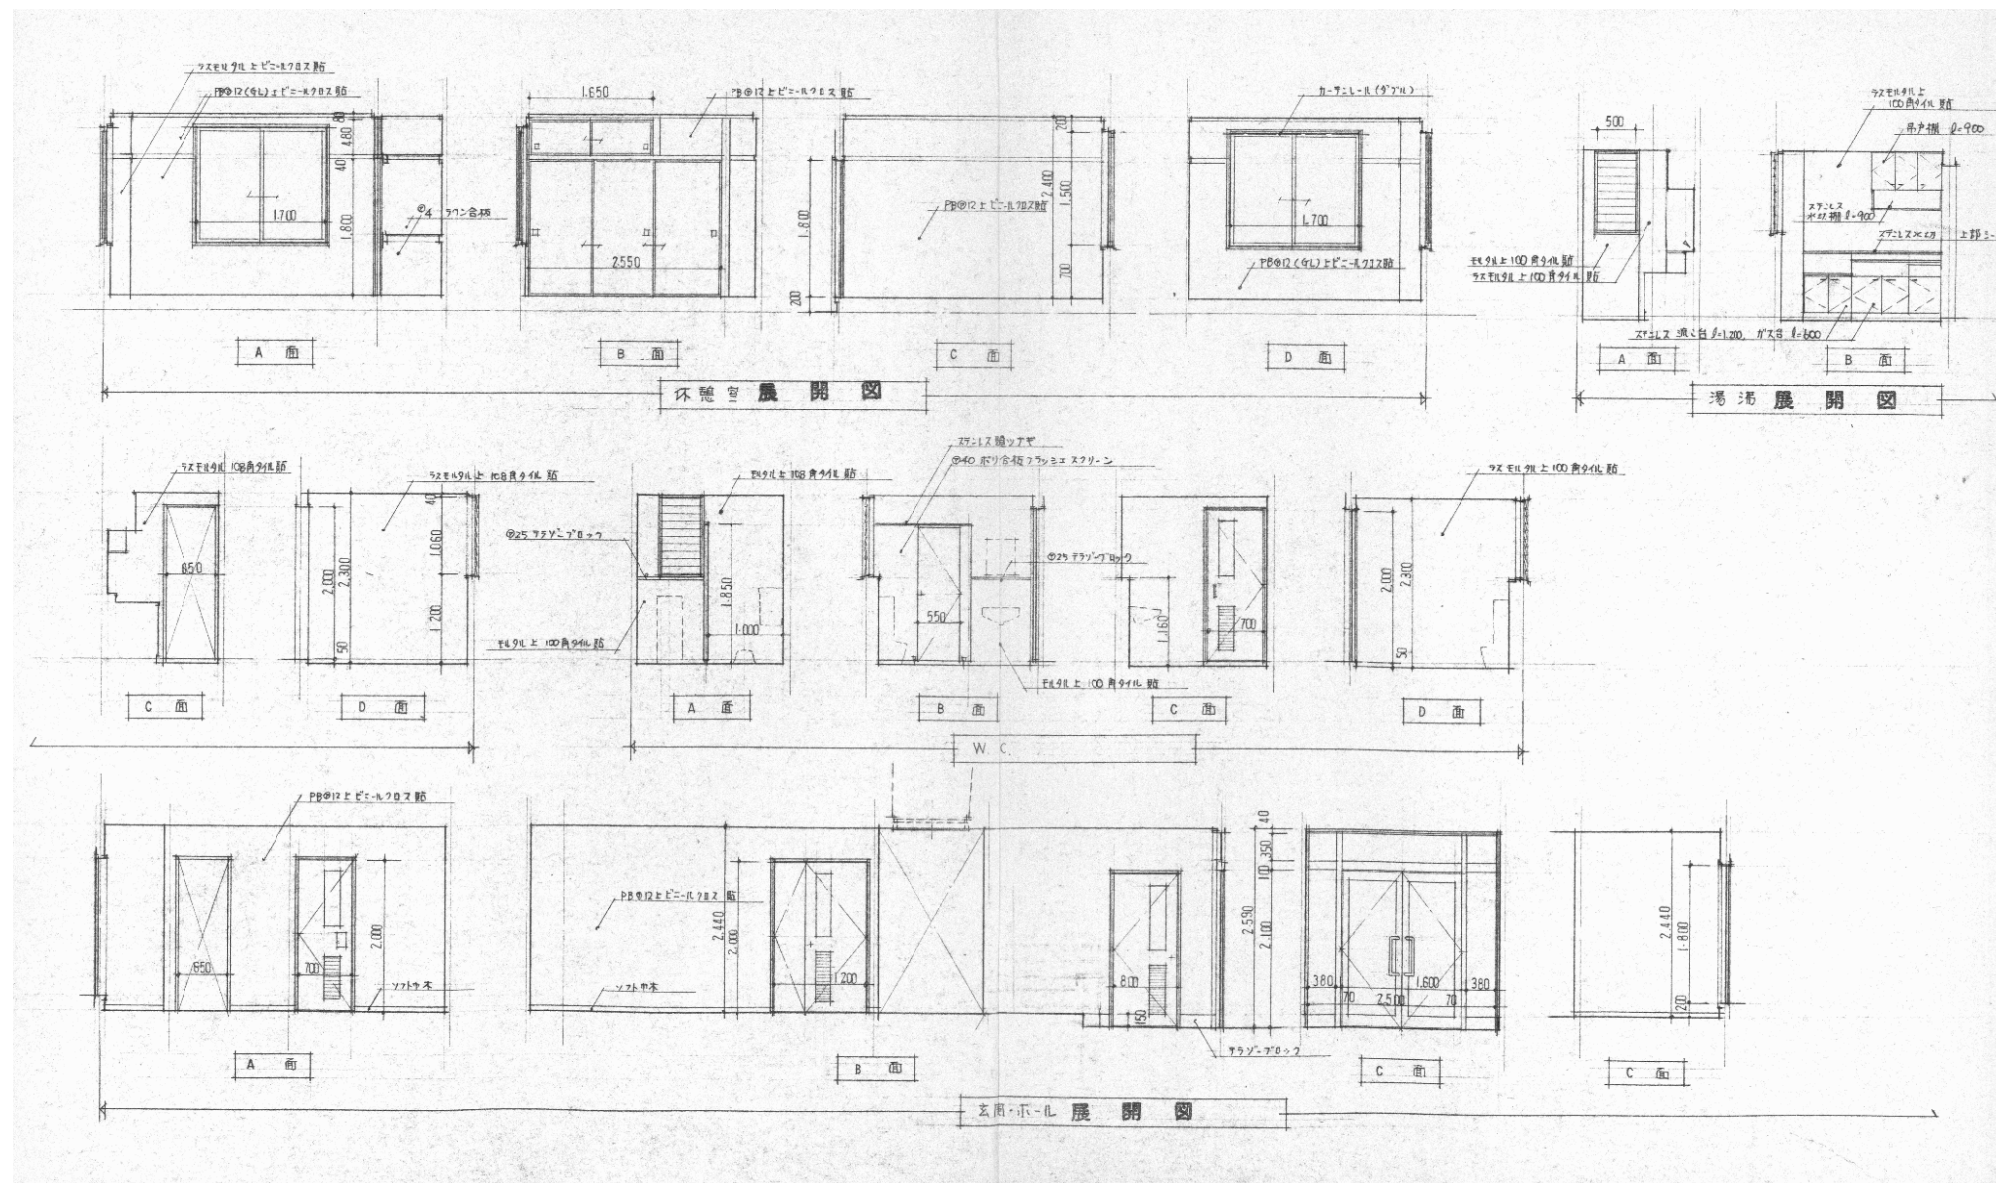 ラスモルタル上ビニールクロス貼
PB⑦12(GL)上ビニールクロス貼
80
480
40
1,700
1,800
⑦4 ラワン合板
A 面
1.650
PB⑦12上ビニールクロス貼
2.550
B 面
200
2,400
1,500
1,800
PB⑦12上ビニールクロス貼
700
200
C 面
カーテンレール(ダブル)
1,700
PB⑦12(GL)上ビニールクロス貼
D 面
休憩室 展開図
500
モルタル上100角タイル貼
ラスモルタル上100角タイル貼
A 面
ラスモルタル上
100角タイル貼
吊戸棚 ℓ=900
ステンレス
水切棚 ℓ=900
ステンレス水切
ステンレス流し台 ℓ=1,200, ガス台 ℓ=600
B 面
湯沸 展開図
ラスモルタル108角タイル貼
650
C 面
ラスモルタル上108角タイル貼
40
1,060
2,000
2,300
1,200
50
D 面
モルタル上108角タイル貼
⑦25テラゾーブロック
1.850
1.000
モルタル上100角タイル貼
A 面
ステンレス頭ツナギ
⑦40 ポリ合板フラッシュスクリーン
⑦25テラゾーブロック
550
モルタル上100角タイル貼
B 面
1.160
700
C 面
ラスモルタル上100角タイル貼
2,000
2,300
50
D 面
W C.
PB⑦12上ビニールクロス貼
650
700
2,000
ソフト巾木
A 面
PB⑦12上ビニールクロス貼
2,440
2,000
1200
ソフト巾木
800
150
テラゾーブロック
40
350
100
2,590
2,100
B 面
380
1.600
380
70
2,500
70
C 面
2,440
1.800
200
C 面
玄関・ホール 展開図